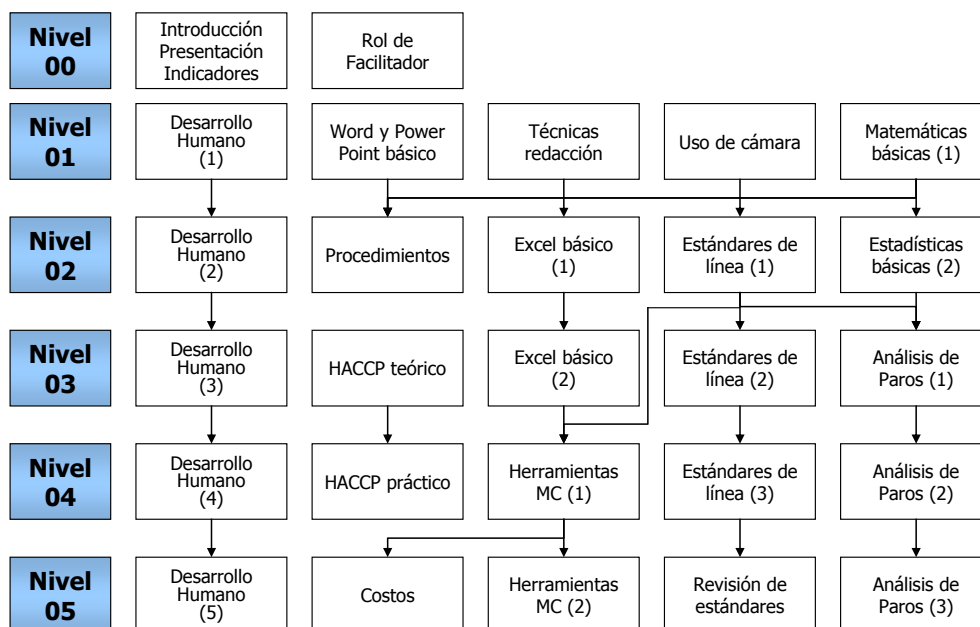 Nivel
00
Introducción
Presentación
Indicadores
Rol de
Facilitador
Nivel
01
Desarrollo
Humano
(1)
Word y Power
Point básico
Técnicas
redacción
Uso de cámara
Matemáticas
básicas (1)
Nivel
02
Desarrollo
Humano
(2)
Procedimientos
Excel básico
(1)
Estándares de
línea (1)
Estadísticas
básicas (2)
Nivel
03
Desarrollo
Humano
(3)
HACCP teórico
Excel básico
(2)
Estándares de
línea (2)
Análisis de
Paros (1)
Nivel
04
Desarrollo
Humano
(4)
HACCP práctico
Herramientas
MC (1)
Estándares de
línea (3)
Análisis de
Paros (2)
Nivel
05
Desarrollo
Humano
(5)
Costos
Herramientas
MC (2)
Revisión de
estándares
Análisis de
Paros (3)